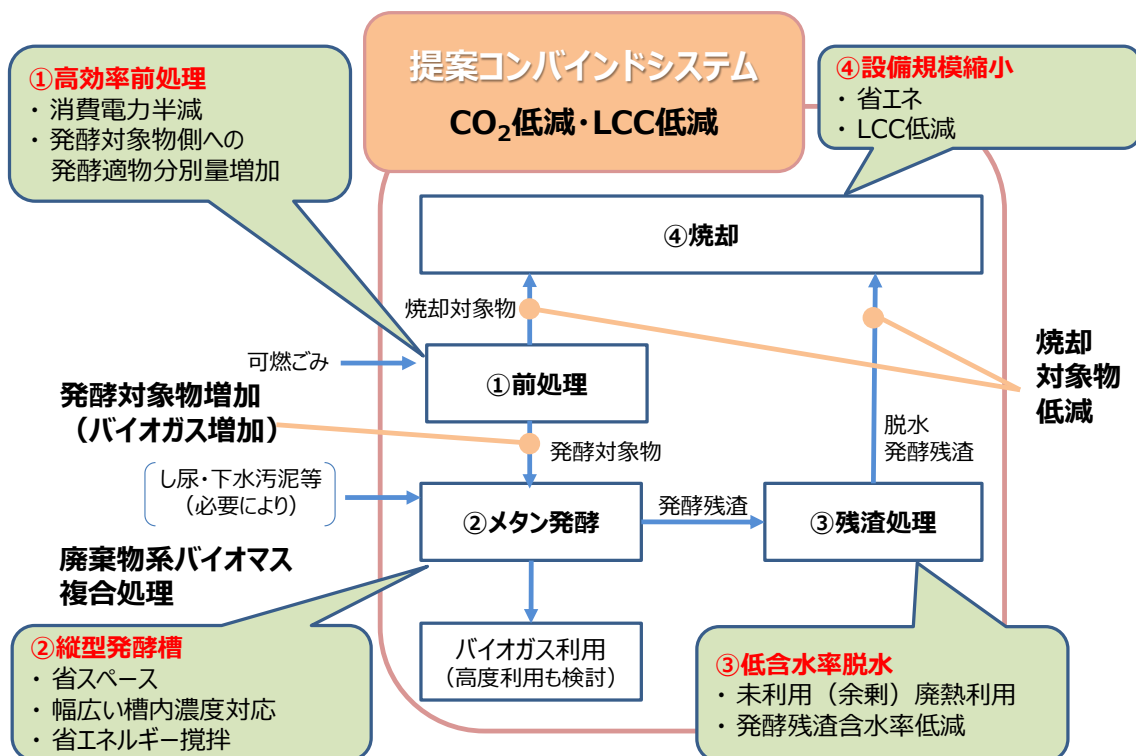 提案コンバインドシステム
CO₂低減・LCC低減
①高効率前処理
・消費電力半減
・発酵対象物側への
発酵適物分別量増加
④設備規模縮小
・省エネ
・LCC低減
④焼却
焼却対象物
可燃ごみ
①前処理
焼却
対象物
低減
発酵対象物増加
（バイオガス増加）
発酵対象物
脱水
発酵残渣
し尿・下水汚泥等
（必要により）
②メタン発酵
発酵残渣
③残渣処理
廃棄物系バイオマス
複合処理
バイオガス利用
（高度利用も検討）
②縦型発酵槽
・省スペース
・幅広い槽内濃度対応
・省エネルギー撹拌
③低含水率脱水
・未利用（余剰）廃熱利用
・発酵残渣含水率低減